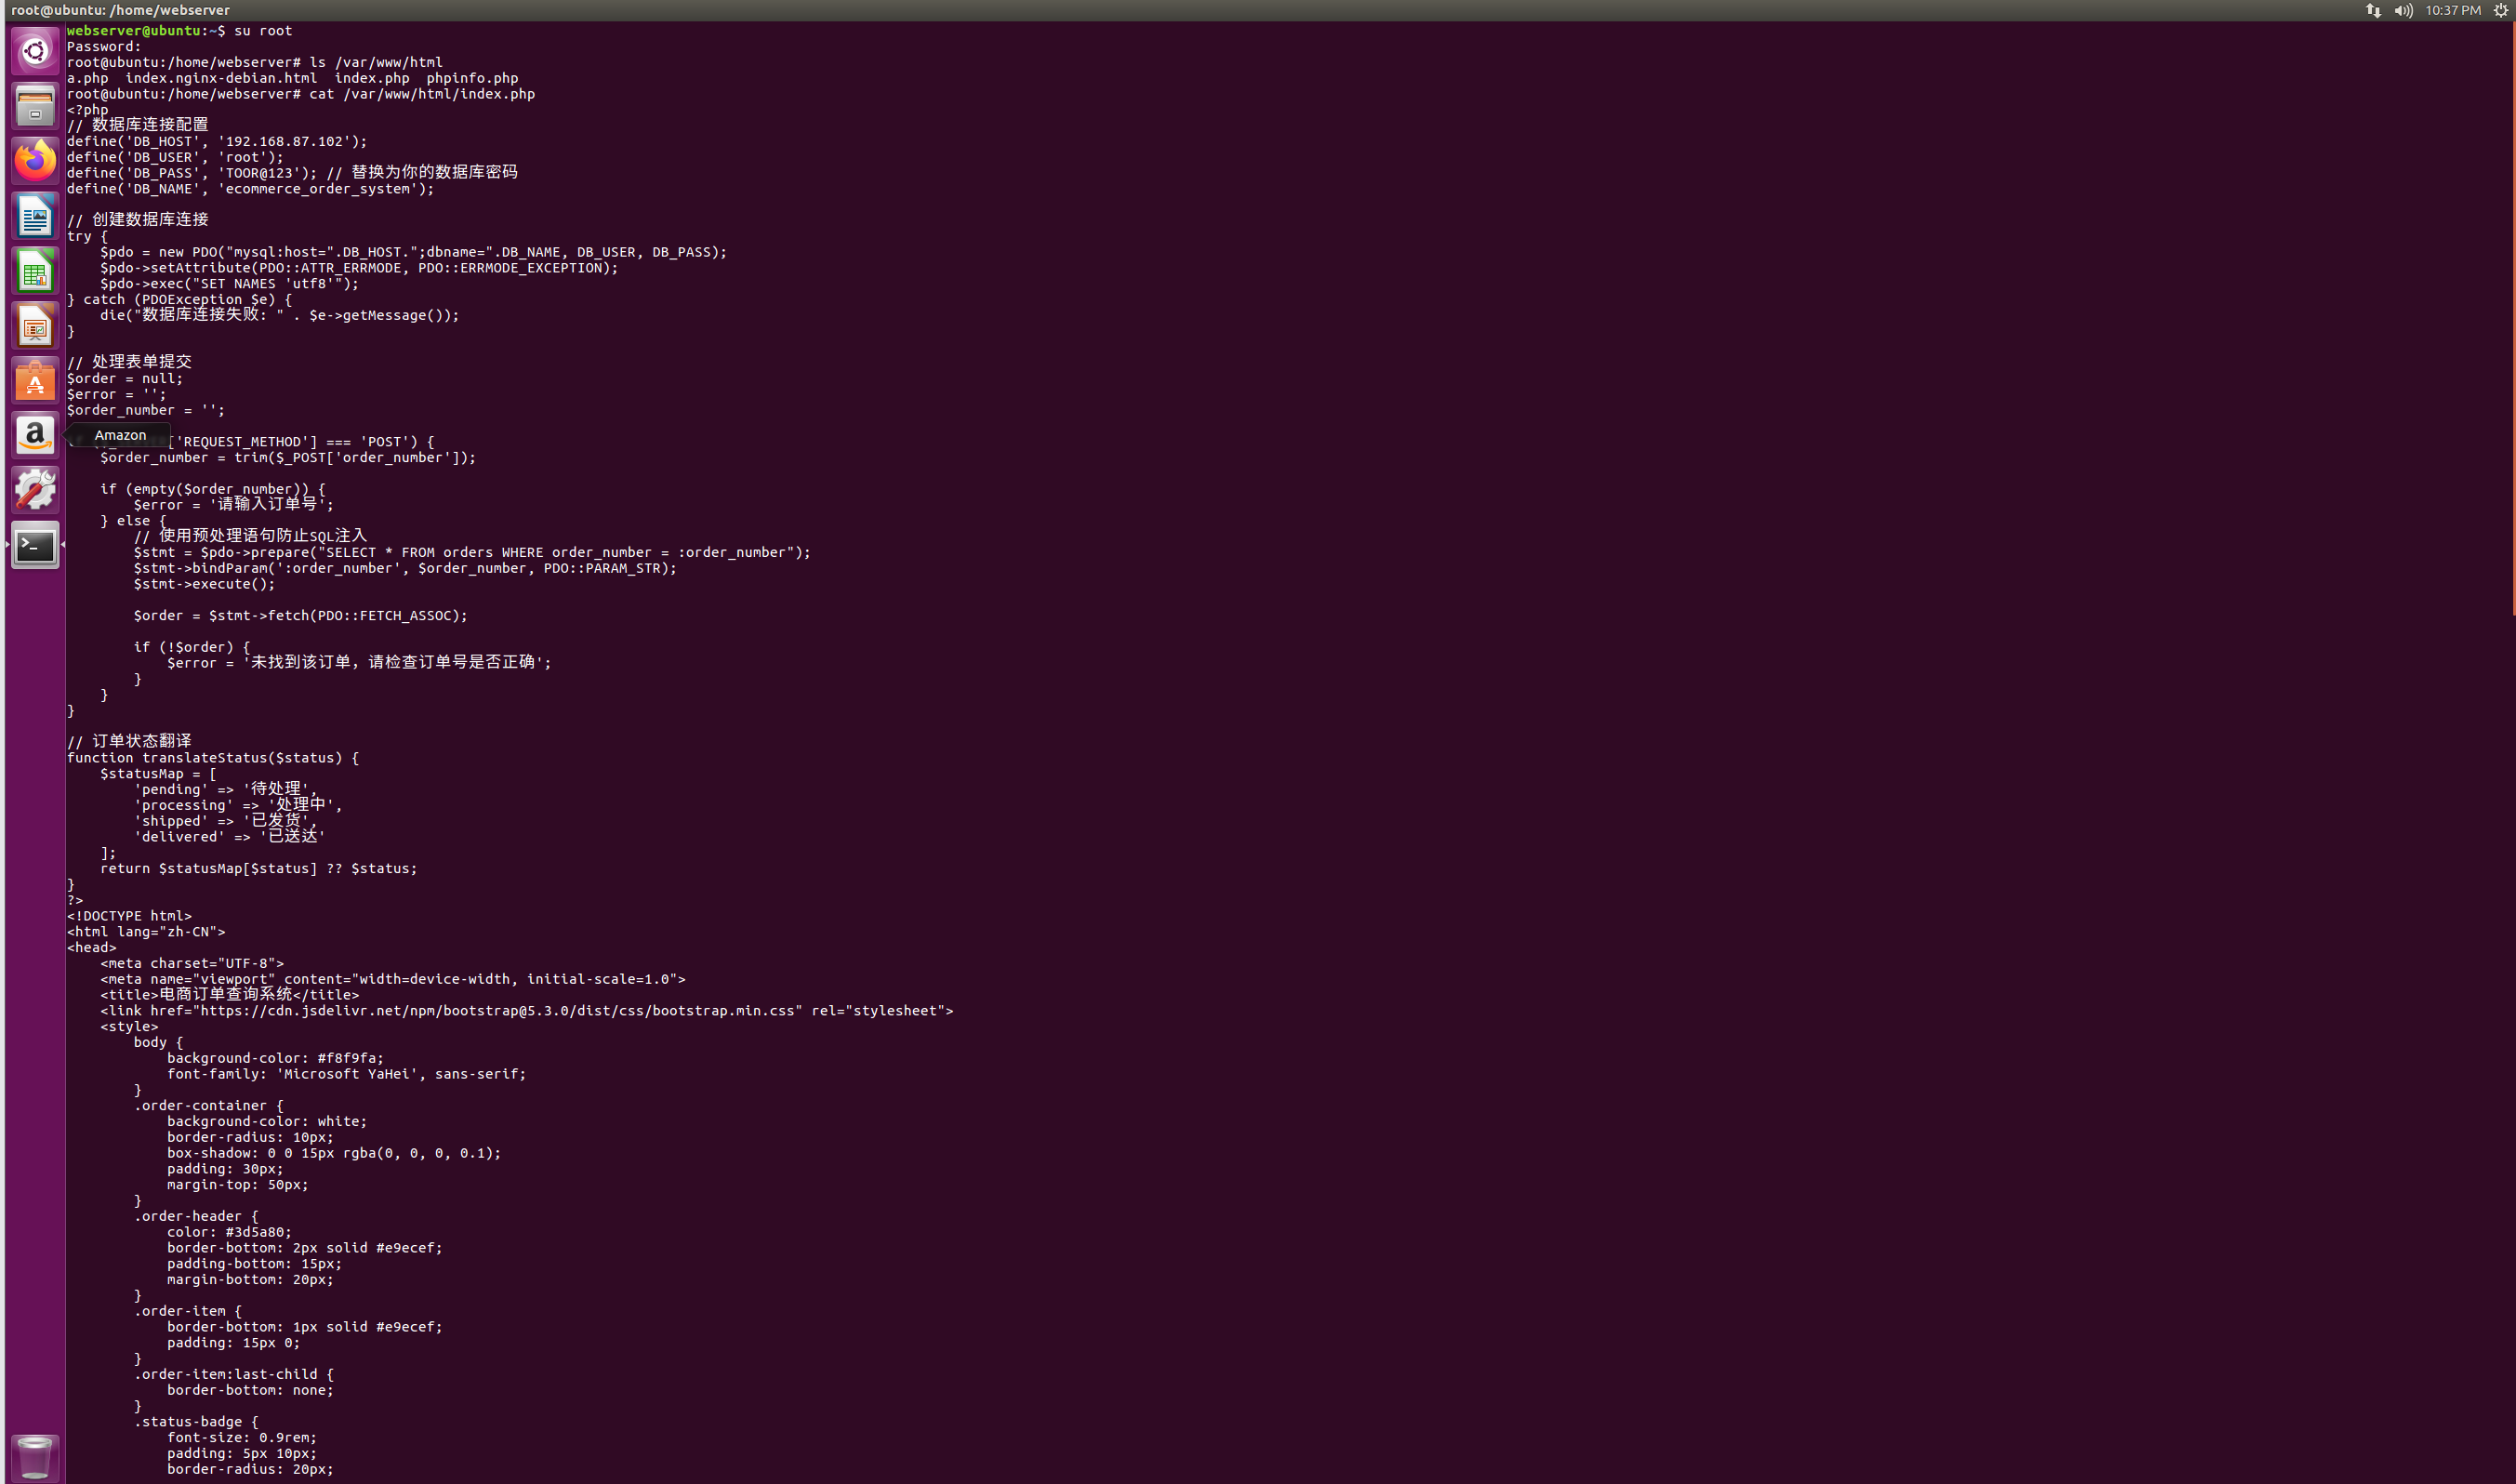 root@ubuntu: /home/webserver
10:37 PM
webserver@ubuntu:~$ su root
Password:
root@ubuntu:/home/webserver# ls /var/www/html
a.php  index.nginx-debian.html  index.php  phpinfo.php
root@ubuntu:/home/webserver# cat /var/www/html/index.php
<?php
// 数据库连接配置
define('DB_HOST', '192.168.87.102');
define('DB_USER', 'root');
define('DB_PASS', 'TOOR@123'); // 替换为你的数据库密码
define('DB_NAME', 'ecommerce_order_system');

// 创建数据库连接
try {
    $pdo = new PDO("mysql:host=".DB_HOST.";dbname=".DB_NAME, DB_USER, DB_PASS);
    $pdo->setAttribute(PDO::ATTR_ERRMODE, PDO::ERRMODE_EXCEPTION);
    $pdo->exec("SET NAMES 'utf8'");
} catch (PDOException $e) {
    die("数据库连接失败: " . $e->getMessage());
}

// 处理表单提交
$order = null;
$error = '';
$order_number = '';

Amazon
['REQUEST_METHOD'] === 'POST') {
    $order_number = trim($_POST['order_number']);

    if (empty($order_number)) {
        $error = '请输入订单号';
    } else {
        // 使用预处理语句防止SQL注入
        $stmt = $pdo->prepare("SELECT * FROM orders WHERE order_number = :order_number");
        $stmt->bindParam(':order_number', $order_number, PDO::PARAM_STR);
        $stmt->execute();

        $order = $stmt->fetch(PDO::FETCH_ASSOC);

        if (!$order) {
            $error = '未找到该订单，请检查订单号是否正确';
        }
    }
}

// 订单状态翻译
function translateStatus($status) {
    $statusMap = [
        'pending' => '待处理',
        'processing' => '处理中',
        'shipped' => '已发货',
        'delivered' => '已送达'
    ];
    return $statusMap[$status] ?? $status;
}
?>
<!DOCTYPE html>
<html lang="zh-CN">
<head>
    <meta charset="UTF-8">
    <meta name="viewport" content="width=device-width, initial-scale=1.0">
    <title>电商订单查询系统</title>
    <link href="https://cdn.jsdelivr.net/npm/bootstrap@5.3.0/dist/css/bootstrap.min.css" rel="stylesheet">
    <style>
        body {
            background-color: #f8f9fa;
            font-family: 'Microsoft YaHei', sans-serif;
        }
        .order-container {
            background-color: white;
            border-radius: 10px;
            box-shadow: 0 0 15px rgba(0, 0, 0, 0.1);
            padding: 30px;
            margin-top: 50px;
        }
        .order-header {
            color: #3d5a80;
            border-bottom: 2px solid #e9ecef;
            padding-bottom: 15px;
            margin-bottom: 20px;
        }
        .order-item {
            border-bottom: 1px solid #e9ecef;
            padding: 15px 0;
        }
        .order-item:last-child {
            border-bottom: none;
        }
        .status-badge {
            font-size: 0.9rem;
            padding: 5px 10px;
            border-radius: 20px;